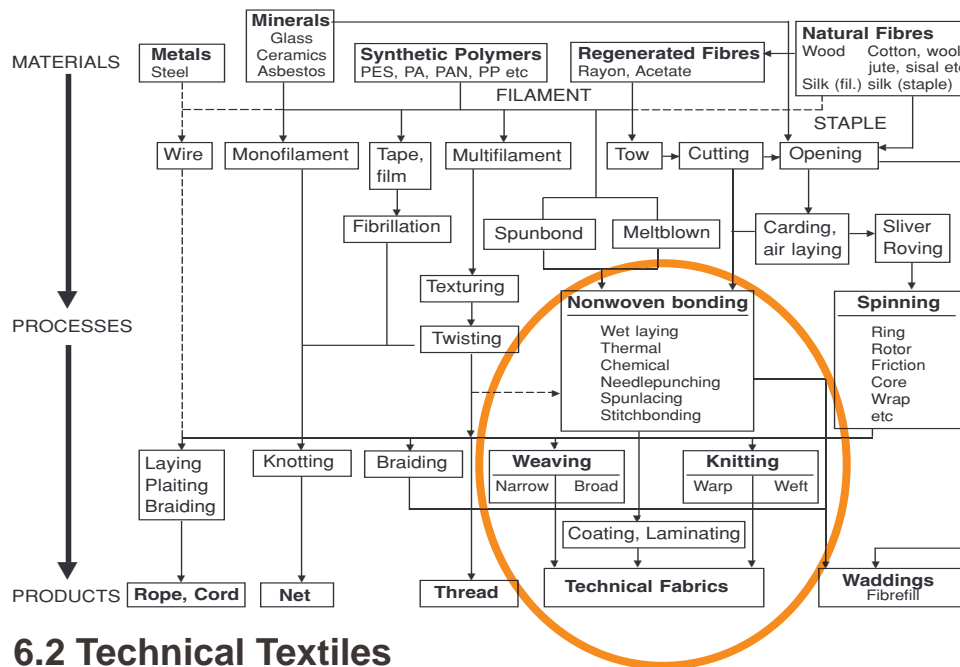 MATERIALS
Metals
Steel
Minerals
Glass
Ceramics
Asbestos
Synthetic Polymers
PES, PA, PAN, PP etc
Regenerated Fibres
Rayon, Acetate
Natural Fibres
Wood Cotton, wool
jute, sisal etc
Silk (fil.) silk (staple)
FILAMENT
STAPLE
Wire
Monofilament
Tape,
film
Multifilament
Tow
Cutting
Opening
Fibrillation
Spunbond
Meltblown
Carding,
air laying
Sliver
Roving
PROCESSES
Texturing
Twisting
Nonwoven bonding
Wet laying
Thermal
Chemical
Needlepunching
Spunlacing
Stitchbonding
Spinning
Ring
Rotor
Friction
Core
Wrap
etc
Laying
Plaiting
Braiding
Knotting
Braiding
Weaving
Narrow Broad
Knitting
Warp Weft
Coating, Laminating
PRODUCTS
Rope, Cord
Net
Thread
Technical Fabrics
Waddings
Fibrefill
6.2 Technical Textiles